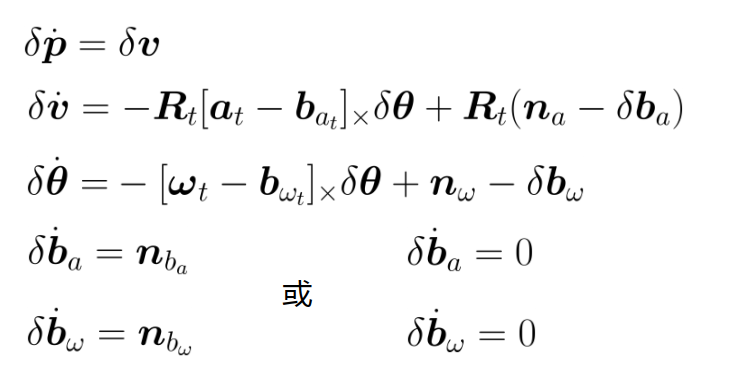 δṗ = δv
δv̇ = −R_t[a_t − b_{a_t}]_×δθ + R_t(n_a − δb_a)
δθ̇ = −[ω_t − b_{ω_t}]_×δθ + n_ω − δb_ω
δḃ_a = n_{b_a} δḃ_a = 0
或
δḃ_ω = n_{b_ω} δḃ_ω = 0